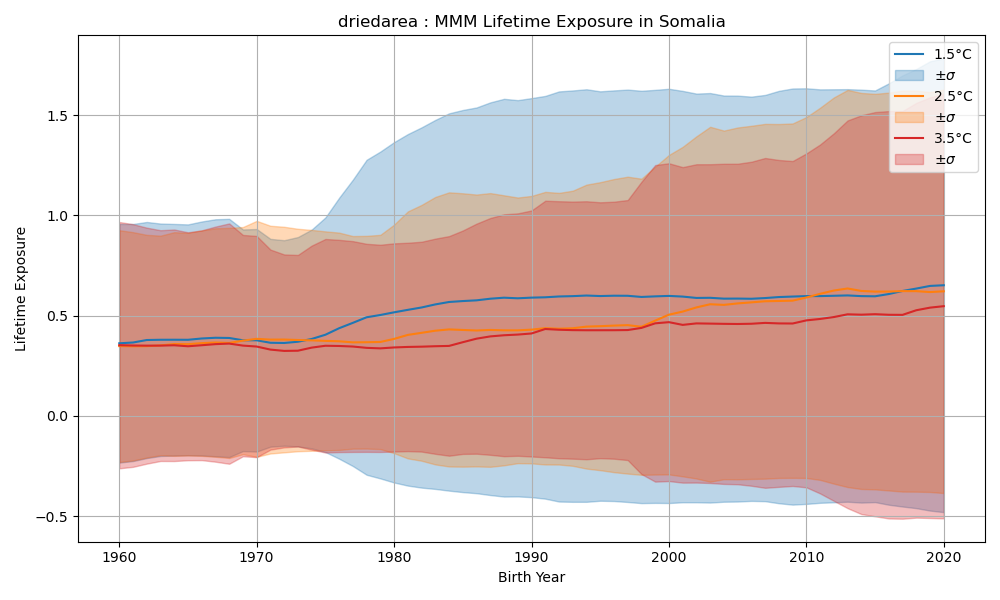 driedarea : MMM Lifetime Exposure in Somalia
Lifetime Exposure
1.5
1.0
0.5
0.0
−0.5
1.5°C
±σ
2.5°C
±σ
3.5°C
±σ
1960 1970 1980 1990 2000 2010 2020
Birth Year